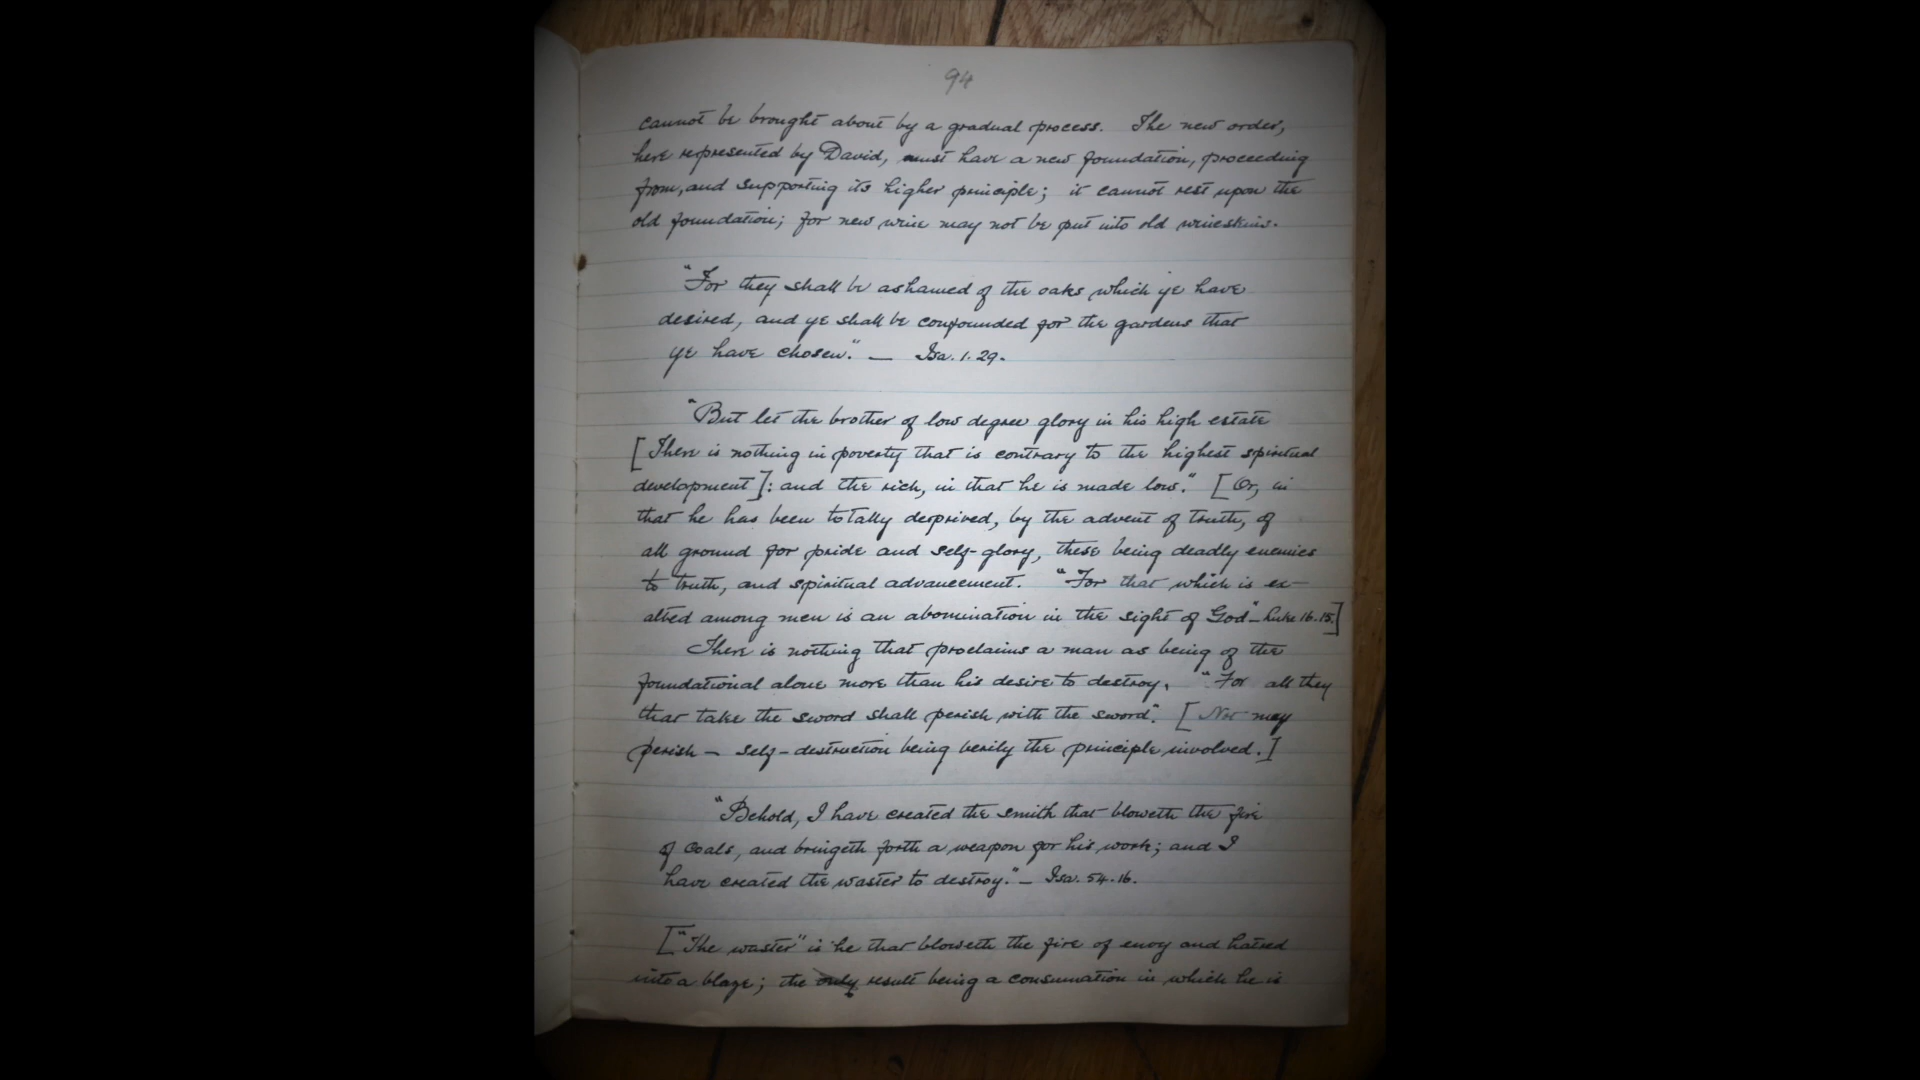 94
cannot be brought about by a gradual process. The new order,
here represented by David, must have a new foundation, proceeding
from, and supporting its higher principle; it cannot rest upon the
old foundation; for new wine may not be put into old wineskins.
"For they shall be ashamed of the oaks which ye have
desired, and ye shall be confounded for the gardens that
ye have chosen." — Isa. 1. 29.
"But let the brother of low degree glory in his high estate
[There is nothing in poverty that is contrary to the highest spiritual
development]: and the rich, in that he is made low." [Or, in
that he has been totally deprived, by the advent of truth, of
all ground for pride and self-glory, these being deadly enemies
to truth, and spiritual advancement. "For that which is ex-
alted among men is an abomination in the sight of God" — Luke 16. 15.]
There is nothing that proclaims a man as being of the
foundational alone more than his desire to destroy. "For all they
that take the sword shall perish with the sword". [Not may
perish — self-destruction being verily the principle involved.]
"Behold, I have created the smith that bloweth the fire
of coals, and bringeth forth a weapon for his work; and I
have created the waster to destroy." — Isa. 54. 16.
["The waster" is he that bloweth the fire of envy and hatred
into a blaze; the only result being a consummation in which he is